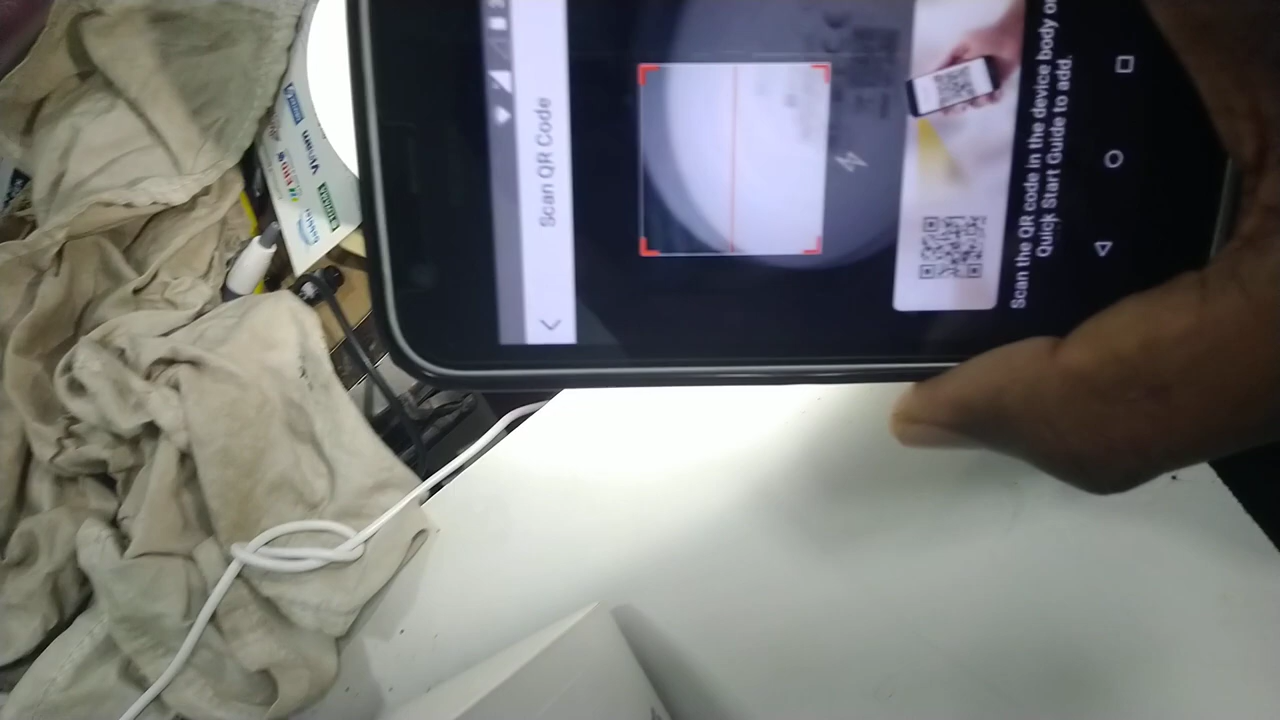 Scan QR Code
Scan the QR code in the device body or
Quick Start Guide to add.